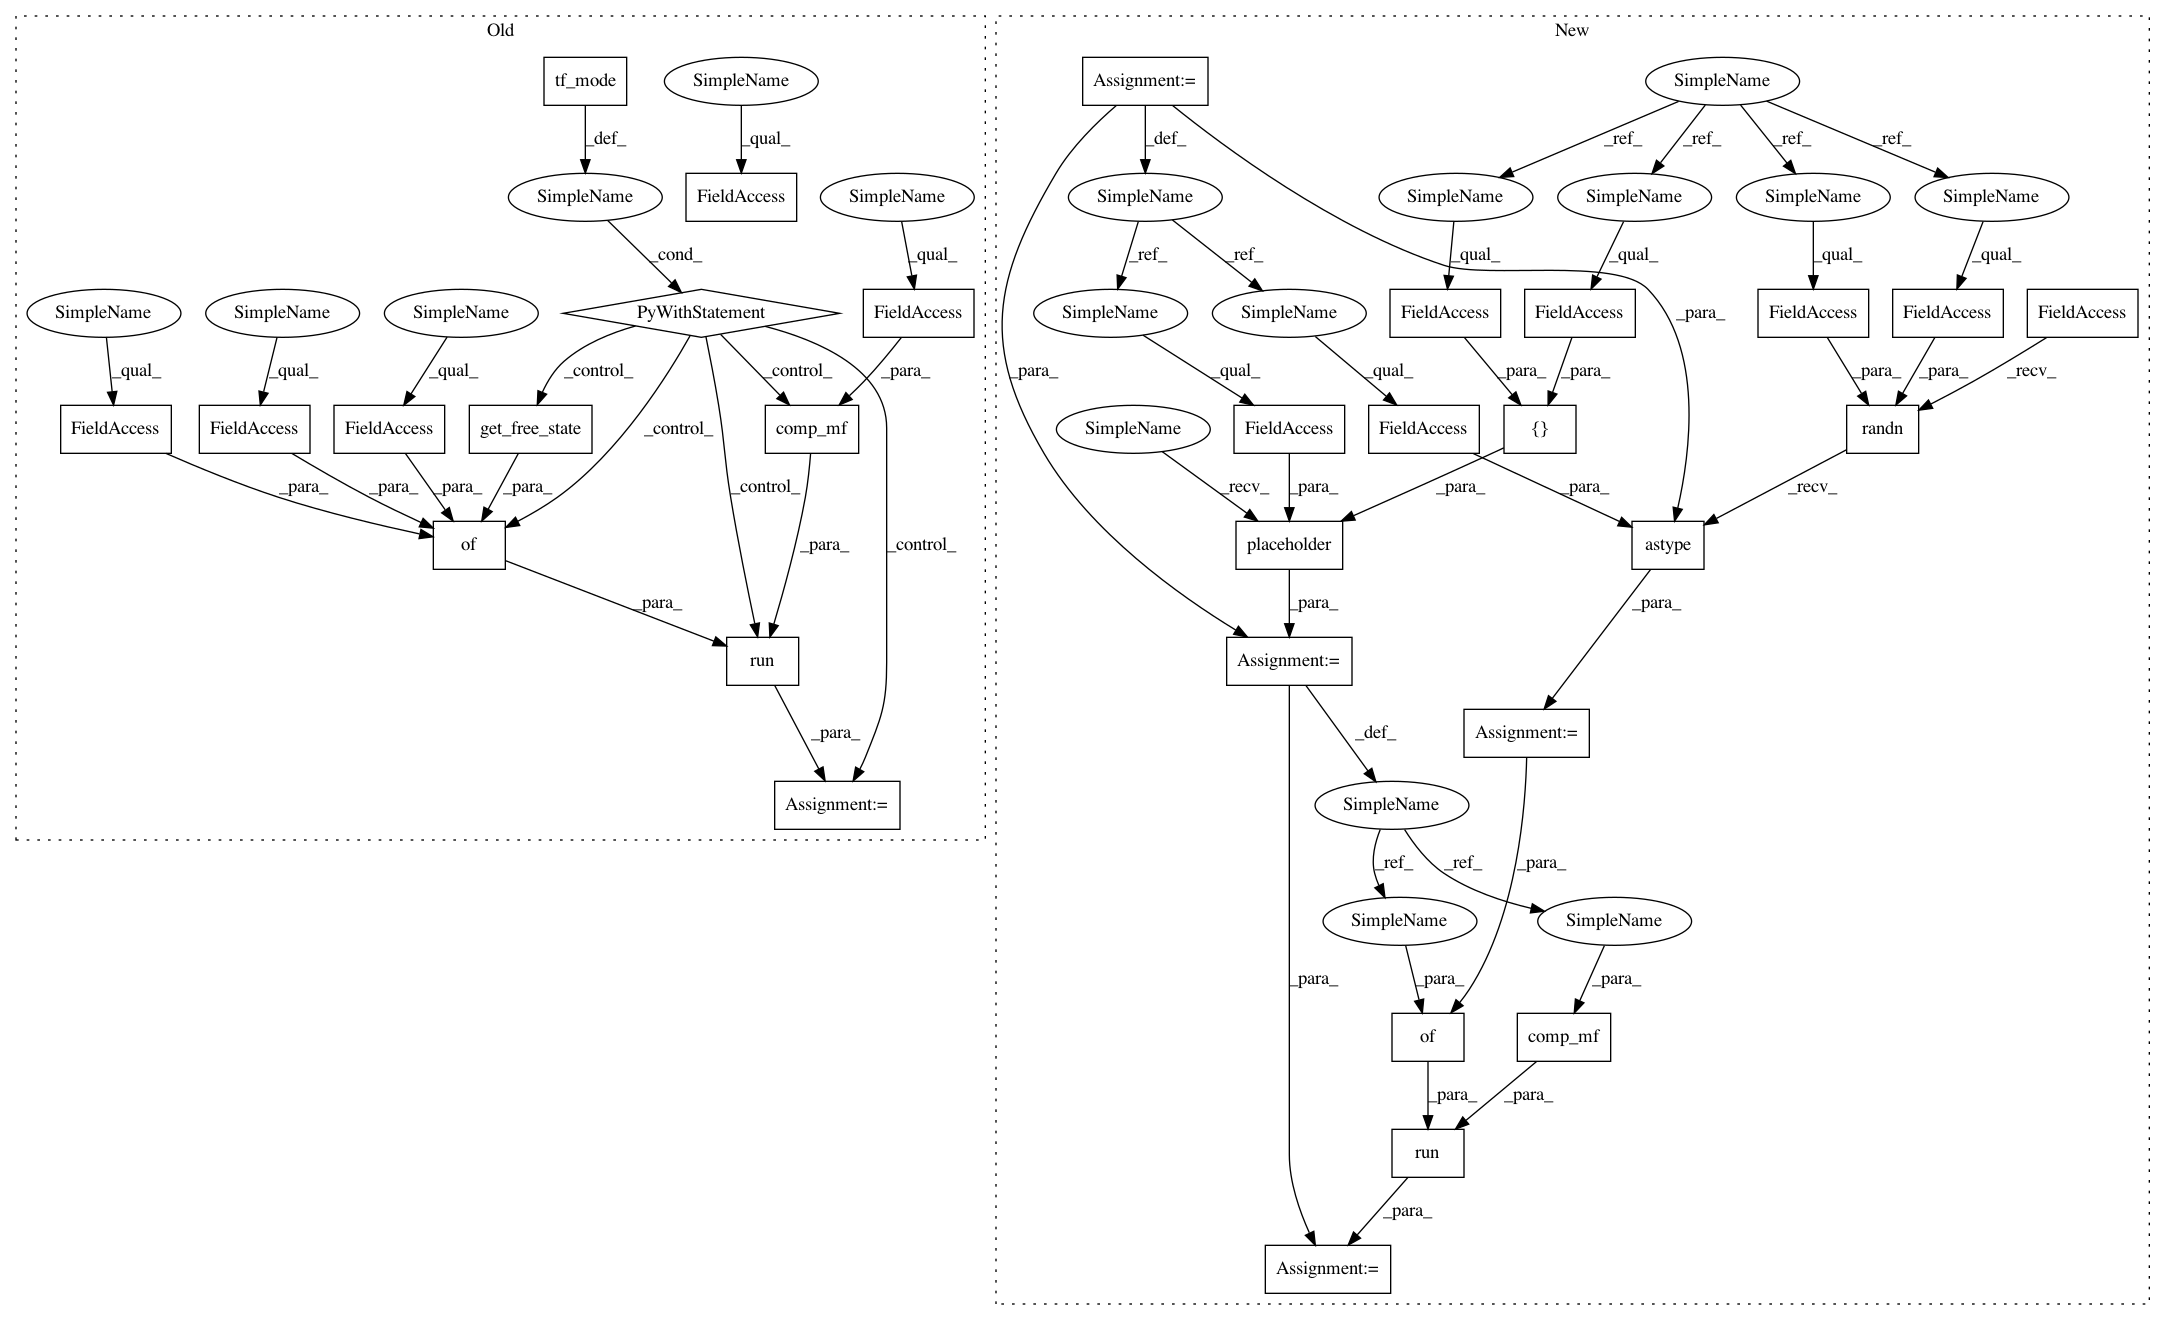 Old
New
tf_mode
SimpleName
Assignment:=
SimpleName
_def_
_qual_
_def_
_ref_
_ref_
_ref_
_ref_
SimpleName
FieldAccess
SimpleName
SimpleName
SimpleName
SimpleName
SimpleName
SimpleName
_cond_
_qual_
_ref_
_ref_
_qual_
_qual_
_qual_
_qual_
SimpleName
SimpleName
SimpleName
PyWithStatement
FieldAccess
SimpleName
SimpleName
FieldAccess
FieldAccess
FieldAccess
FieldAccess
FieldAccess
_para_
_qual_
_qual_
_qual_
_control_
_control_
_para_
_para_
_qual_
_qual_
_para_
_para_
_para_
_para_
_recv_
FieldAccess
FieldAccess
FieldAccess
get_free_state
_control_
comp_mf
_control_
SimpleName
FieldAccess
FieldAccess
{}
randn
_para_
_para_
_para_
_para_
_control_
_recv_
_para_
_para_
_para_
_recv_
of
_para_
placeholder
astype
_para_
_para_
_para_
run
Assignment:=
_para_
_def_
Assignment:=
Assignment:=
SimpleName
_ref_
_ref_
_para_
SimpleName
SimpleName
_para_
_para_
_para_
of
comp_mf
_para_
_para_
run
_para_
Assignment:=